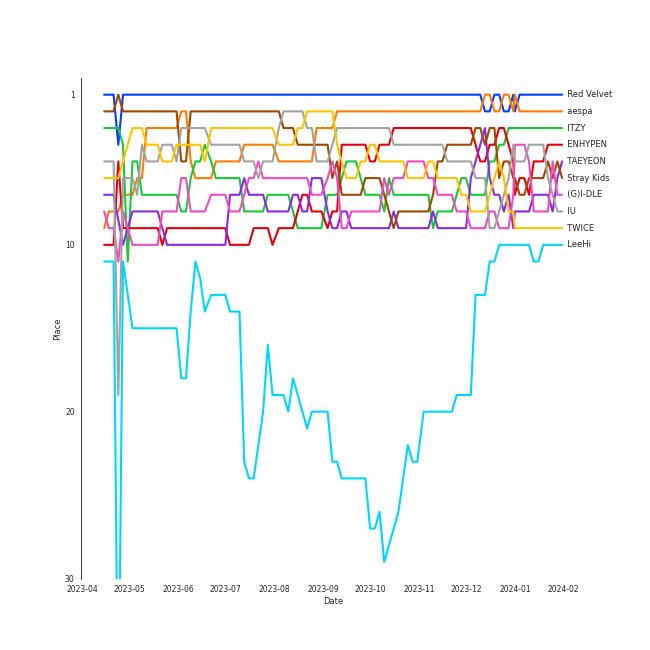 1
10
20
30
Place
2023-04 2023-05 2023-06 2023-07 2023-08 2023-09 2023-10 2023-11 2023-12 2024-01 2024-02
Date
Red Velvet
aespa
ITZY
ENHYPEN
TAEYEON
Stray Kids
(G)I-DLE
IU
TWICE
LeeHi